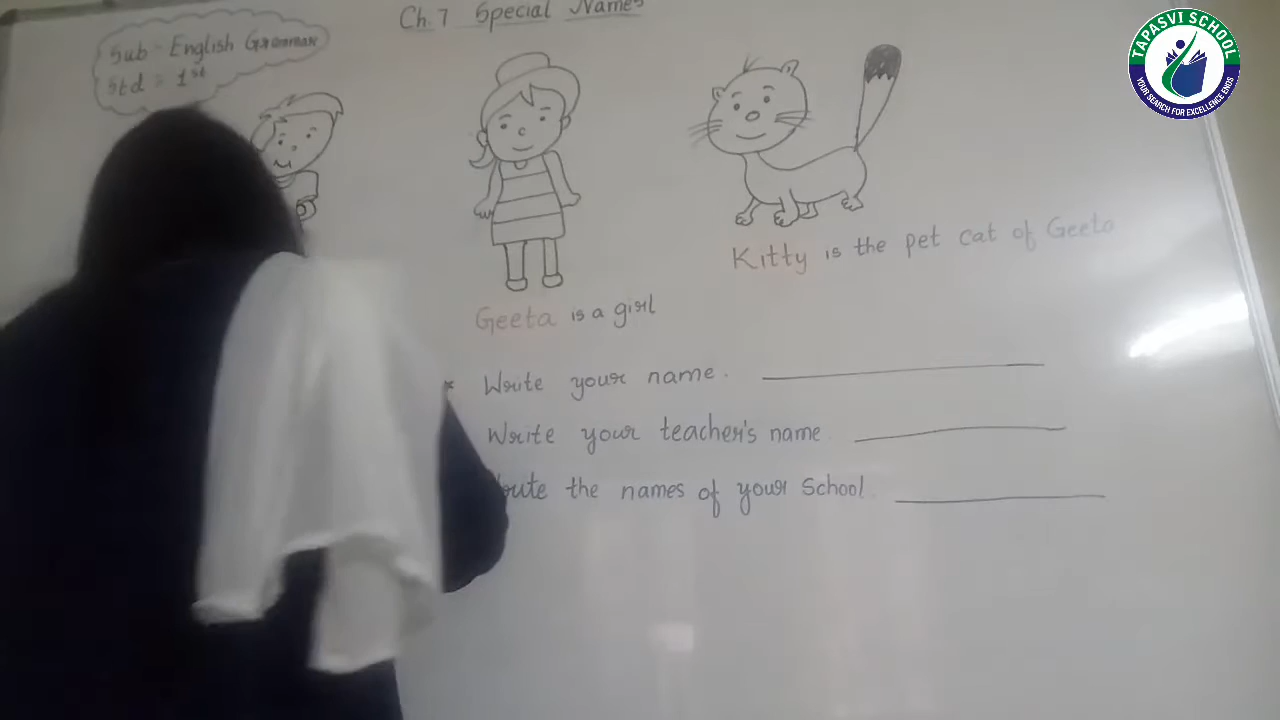 Ch.7 Special Names
Sub - English Grammar
Std = 1st
TAPASVI SCHOOL
YOUR SEARCH FOR EXCELLENCE ENDS
Kitty is the pet cat of Geeta
Geeta is a girl
* Write your name.
Write your teacher's name
the names of your School